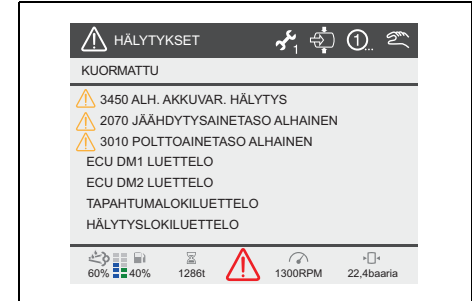 HÄLYTYKSET 1 1...
KUORMATTU
3450 ALH. AKKUVAR. HÄLYTYS
2070 JÄÄHDYTYSAINETASO ALHAINEN
3010 POLTTOAINETASO ALHAINEN
ECU DM1 LUETTELO
ECU DM2 LUETTELO
TAPAHTUMALOKILUETTELO
HÄLYTYSLOKILUETTELO
60% 40% 1286t 1300RPM 22,4baaria